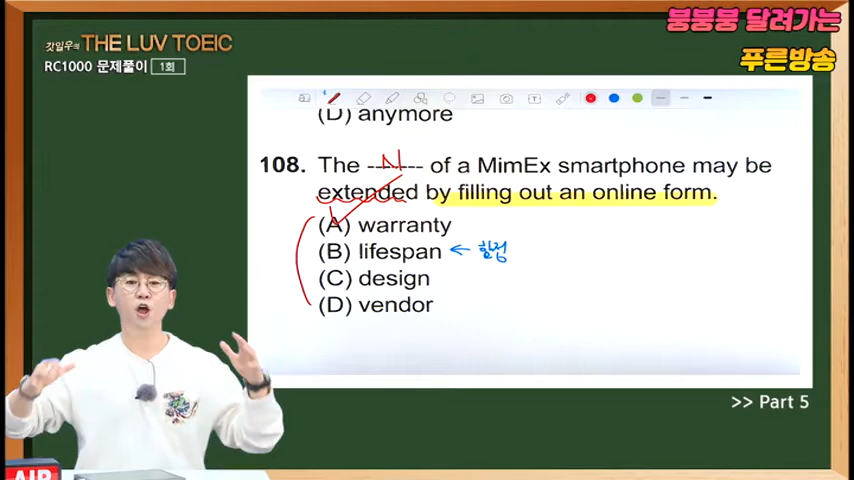 붕붕붕 달려가는
푸른방송
갓일우의 THE LUV TOEIC
RC1000 문제풀이 1회
(D) anymore
N
108. The ------- of a MimEx smartphone may be
extended by filling out an online form.
(A) warranty
(B) lifespan ← 함정
(C) design
(D) vendor
>> Part 5
AIR